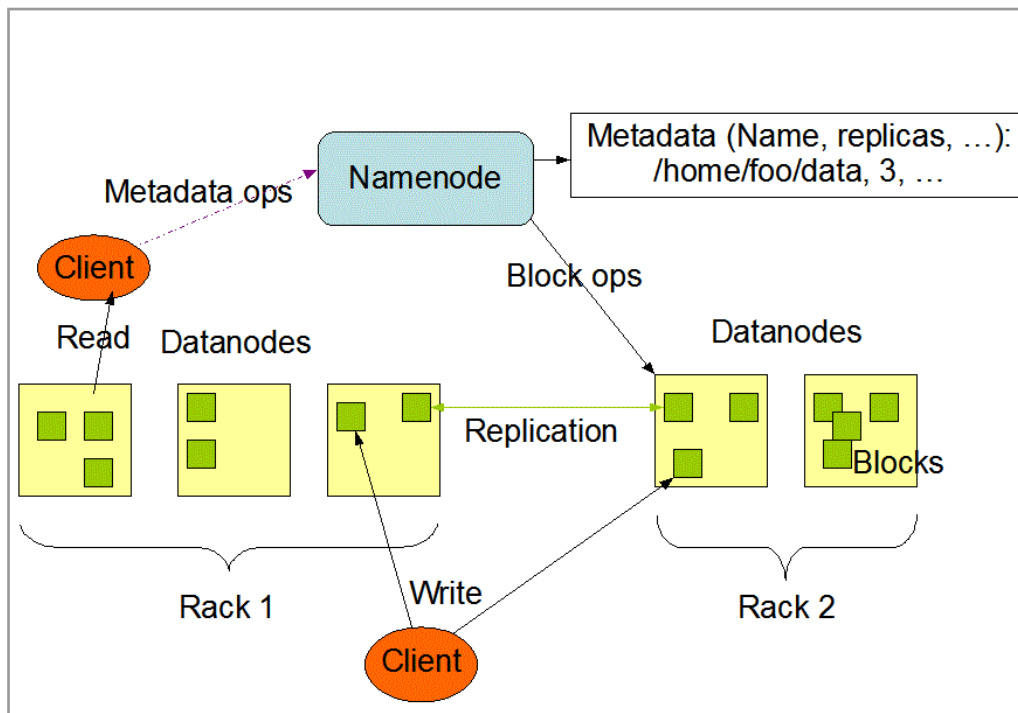 Metadata (Name, replicas, …):
/home/foo/data, 3, …
Namenode
Metadata ops
Client
Block ops
Read
Datanodes
Datanodes
Replication
Blocks
Rack 1
Write
Rack 2
Client